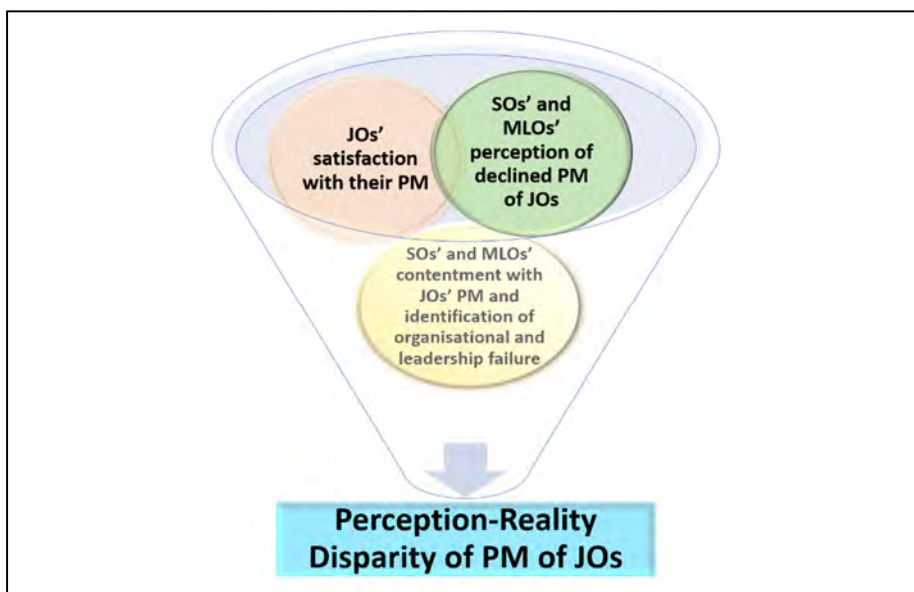 JOs'
satisfaction
with their PM
SOs' and
MLOs'
perception of
declined PM
of JOs
SOs' and MLOs'
contentment with
JOs' PM and
identification of
organisational and
leadership failure
Perception-Reality
Disparity of PM of JOs